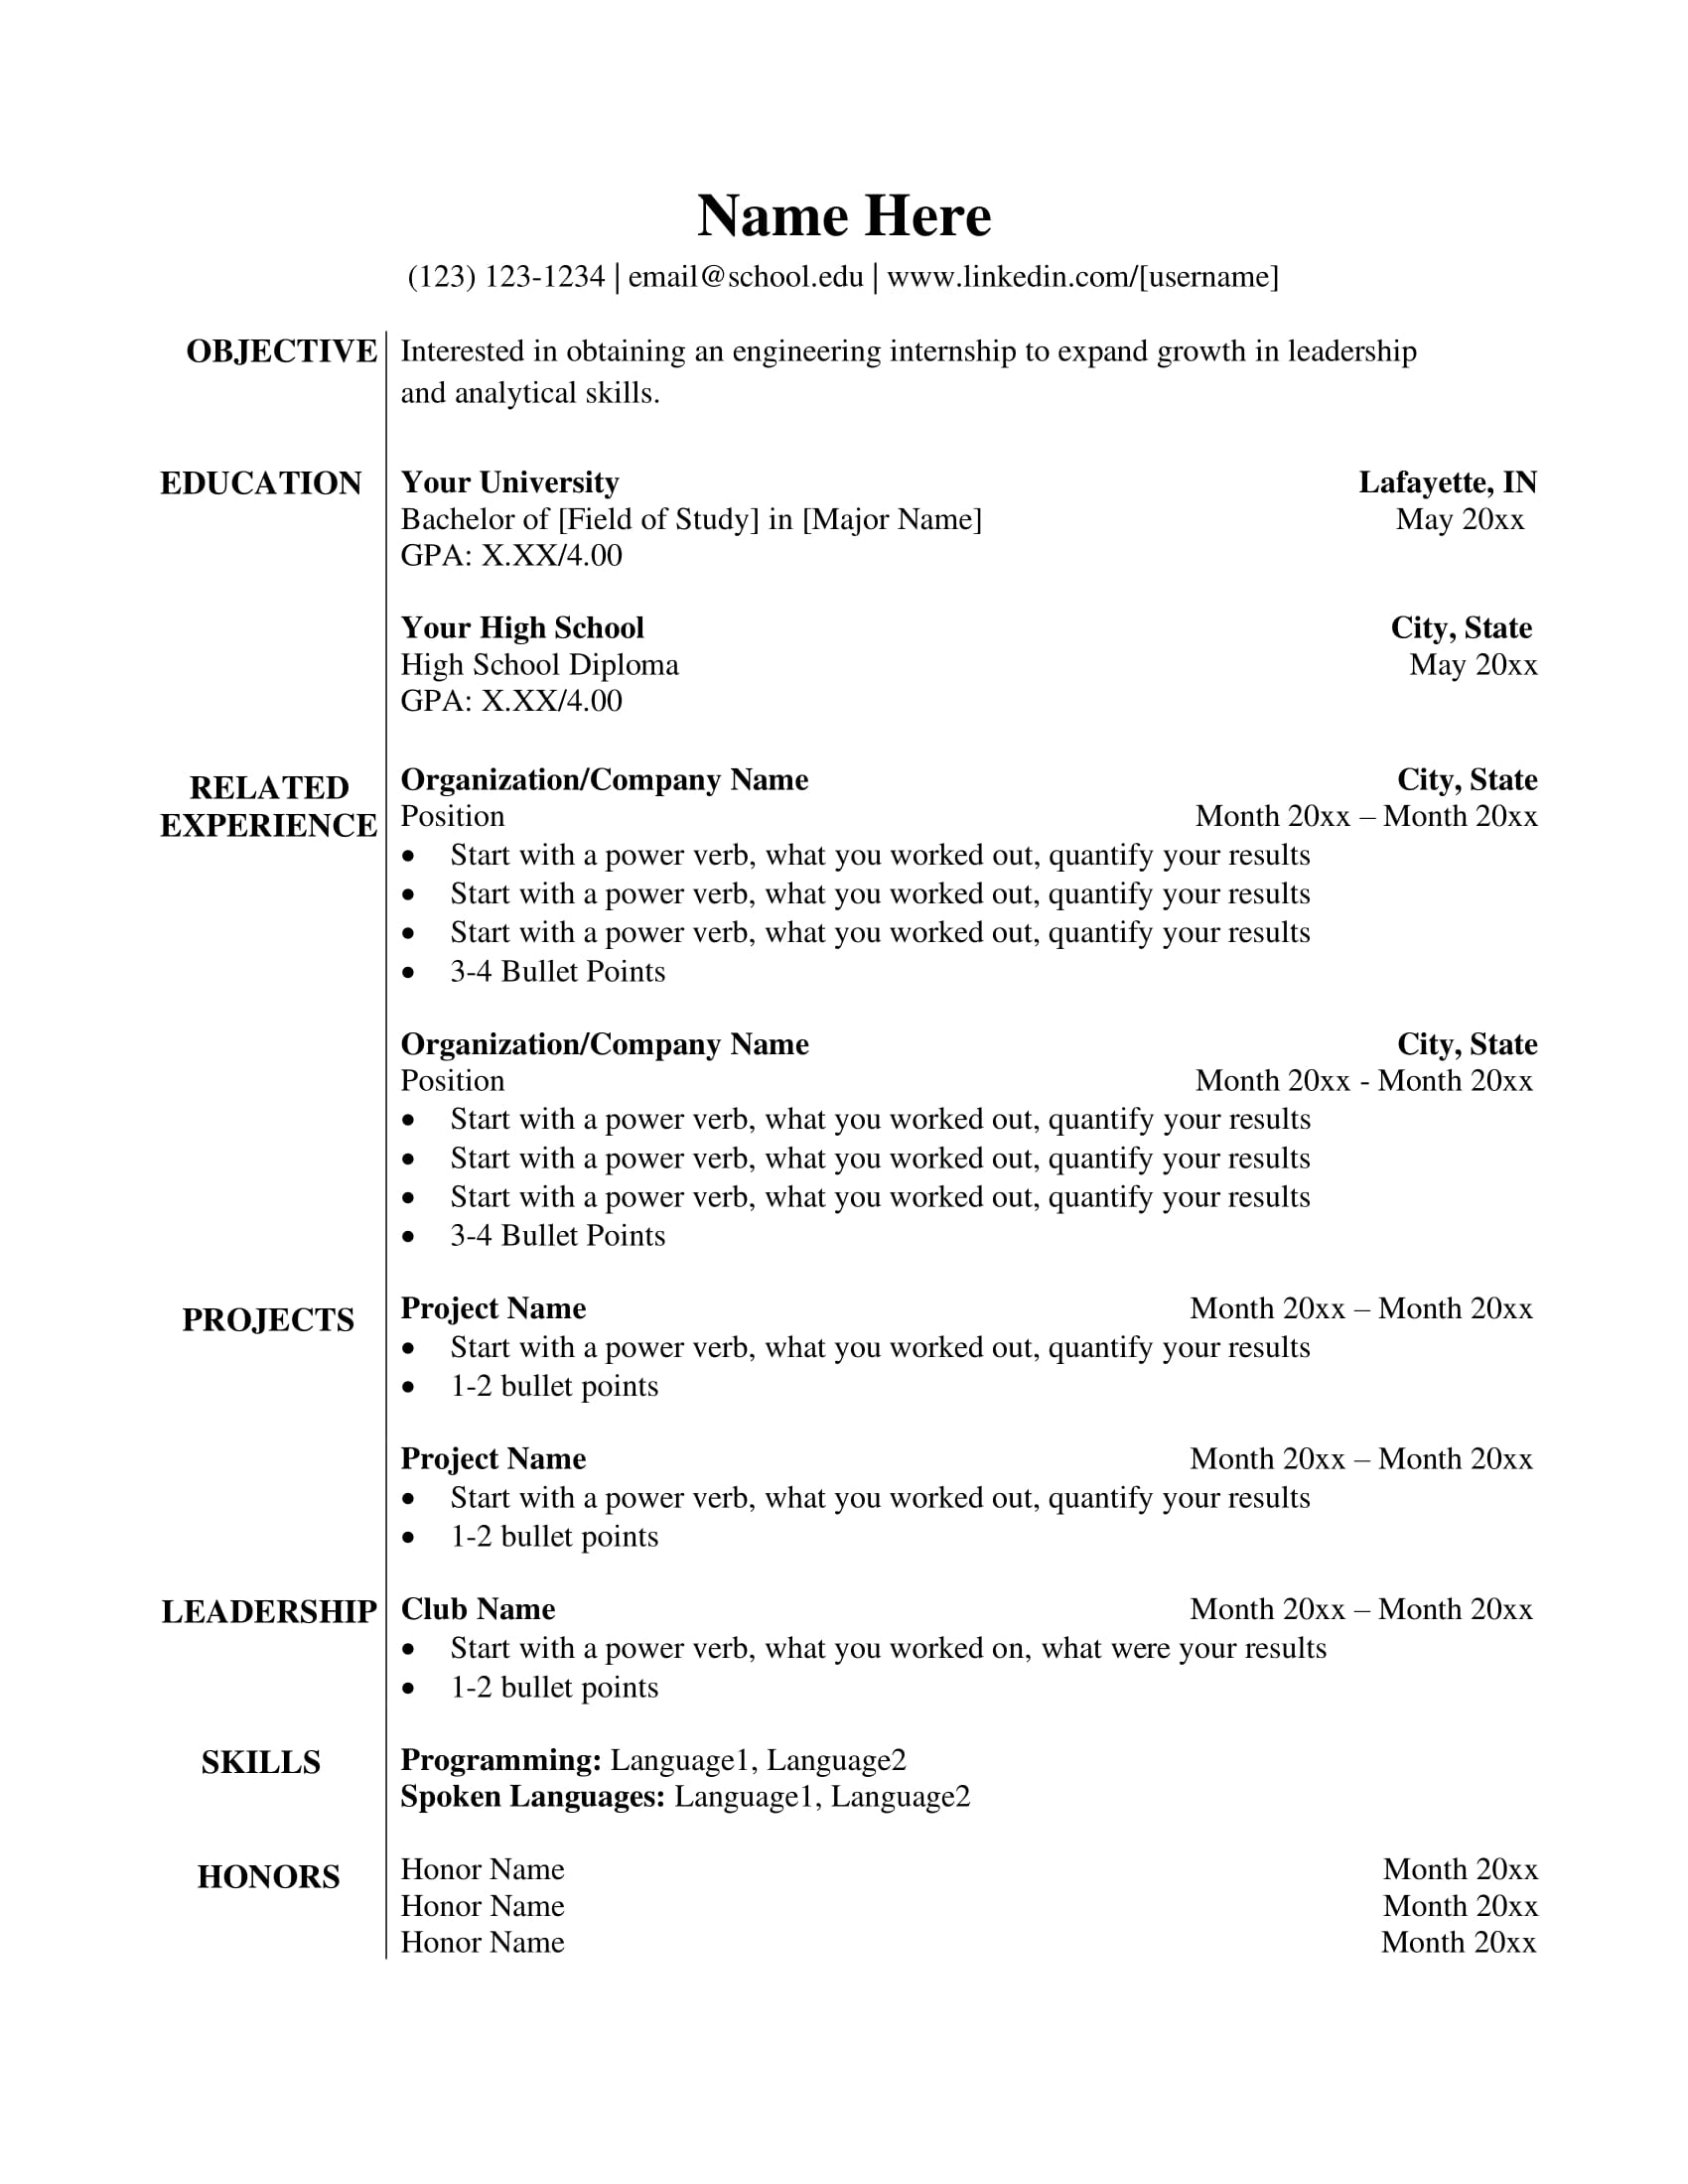 Name Here
(123) 123-1234 | email@school.edu | www.linkedin.com/[username]
OBJECTIVE Interested in obtaining an engineering internship to expand growth in leadership
and analytical skills.
EDUCATION Your University Lafayette, IN
Bachelor of [Field of Study] in [Major Name] May 20xx
GPA: X.XX/4.00
Your High School City, State
High School Diploma May 20xx
GPA: X.XX/4.00
RELATED Organization/Company Name City, State
EXPERIENCE Position Month 20xx – Month 20xx
• Start with a power verb, what you worked out, quantify your results
• Start with a power verb, what you worked out, quantify your results
• Start with a power verb, what you worked out, quantify your results
• 3-4 Bullet Points
Organization/Company Name City, State
Position Month 20xx - Month 20xx
• Start with a power verb, what you worked out, quantify your results
• Start with a power verb, what you worked out, quantify your results
• Start with a power verb, what you worked out, quantify your results
• 3-4 Bullet Points
PROJECTS Project Name Month 20xx – Month 20xx
• Start with a power verb, what you worked out, quantify your results
• 1-2 bullet points
Project Name Month 20xx – Month 20xx
• Start with a power verb, what you worked out, quantify your results
• 1-2 bullet points
LEADERSHIP Club Name Month 20xx – Month 20xx
• Start with a power verb, what you worked on, what were your results
• 1-2 bullet points
SKILLS Programming: Language1, Language2
Spoken Languages: Language1, Language2
HONORS Honor Name Month 20xx
Honor Name Month 20xx
Honor Name Month 20xx